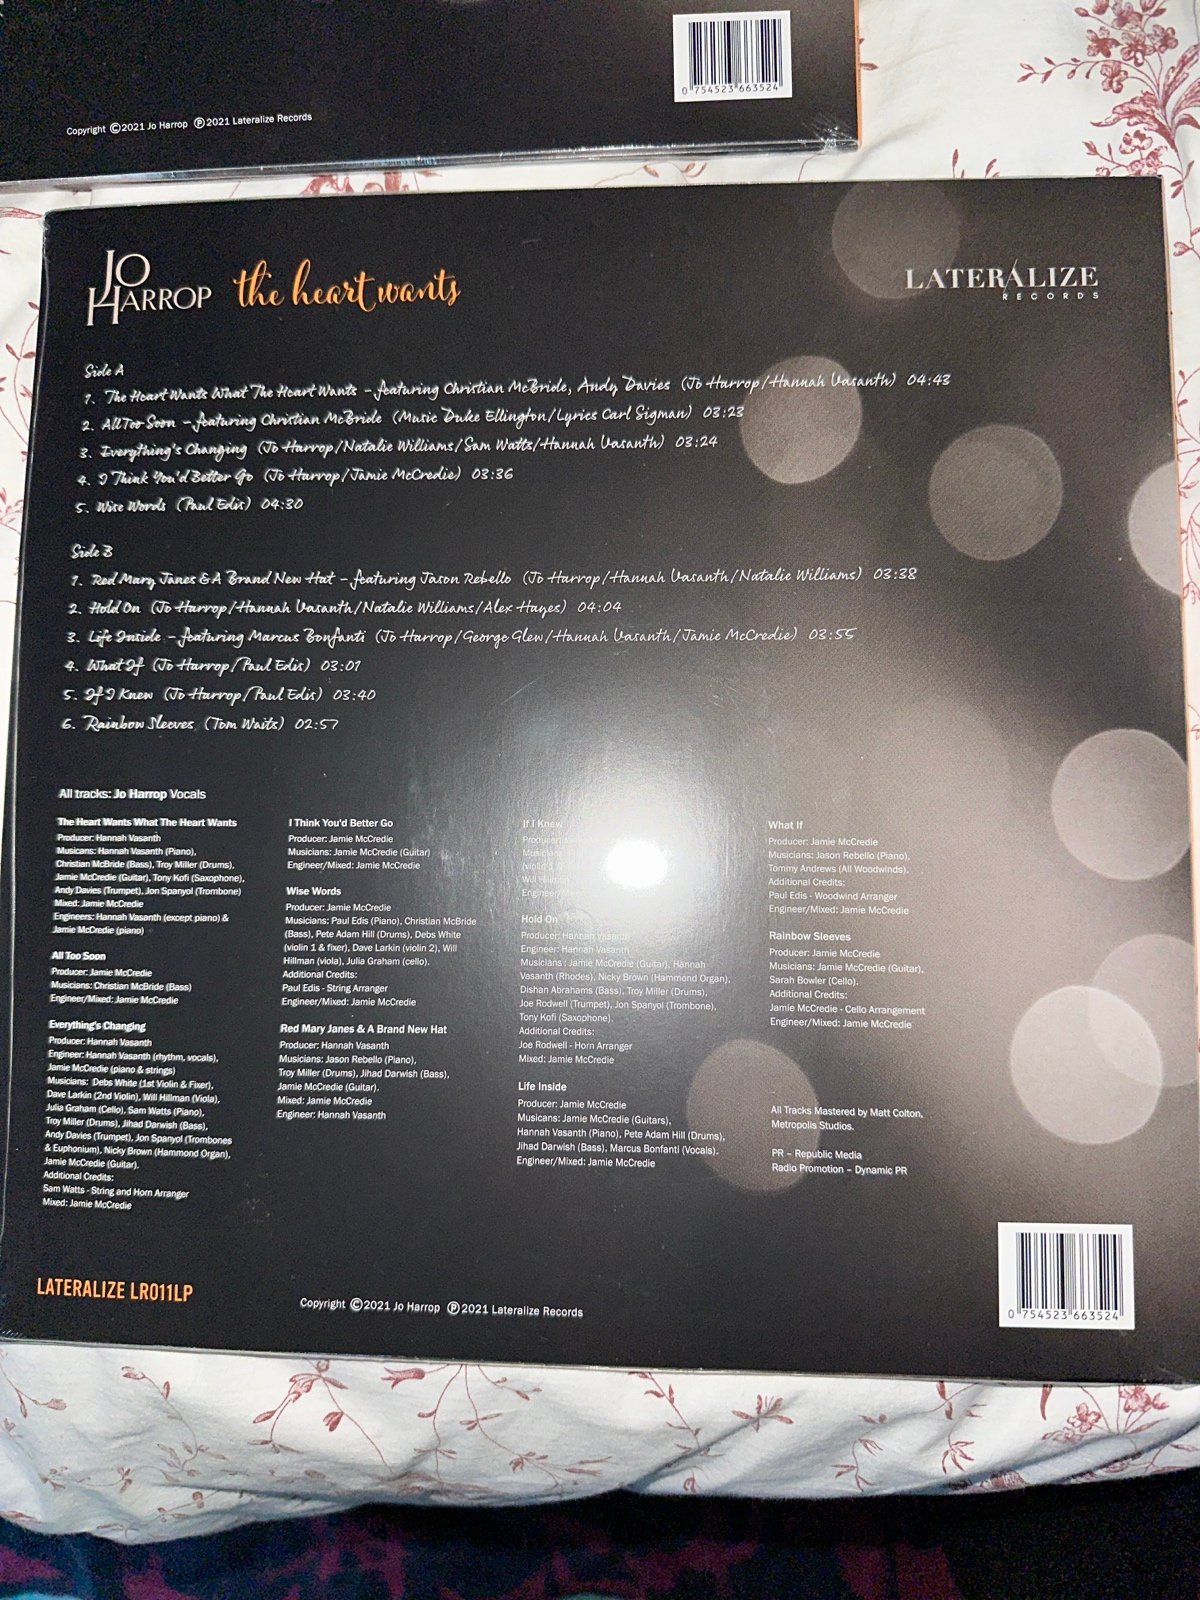 0 754523 663524
Copyright ©2021 Jo Harrop ℗2021 Lateralize Records
JO HARROP the heart wants
LATERALIZE
RECORDS
Side A
1. The Heart Wants What The Heart Wants - featuring Christian McBride, Andy Davies (Jo Harrop/Hannah Vasanth) 04:43
2. All Too Soon - featuring Christian McBride (Music Duke Ellington/Lyrics Carl Sigman) 03:23
3. Everything's Changing (Jo Harrop/Natalie Williams/Sam Watts/Hannah Vasanth) 03:24
4. I Think You'd Better Go (Jo Harrop/Jamie McCredie) 03:36
5. Wise Words (Paul Edis) 04:30
Side B
1. Red Mary Janes & A Brand New Hat - featuring Jason Rebello (Jo Harrop/Hannah Vasanth/Natalie Williams) 03:38
2. Hold On (Jo Harrop/Hannah Vasanth/Natalie Williams/Alex Hayes) 04:04
3. Life Inside - featuring Marcus Bonfanti (Jo Harrop/George Glew/Hannah Vasanth/Jamie McCredie) 03:55
4. What If (Jo Harrop/Paul Edis) 03:01
5. If I Knew (Jo Harrop/Paul Edis) 03:40
6. Rainbow Sleeves (Tom Waits) 02:57
All tracks: Jo Harrop Vocals
The Heart Wants What The Heart Wants
Producer: Hannah Vasanth
Musicans: Hannah Vasanth (Piano),
Christian McBride (Bass), Troy Miller (Drums),
Jamie McCredie (Guitar), Tony Kofi (Saxophone),
Andy Davies (Trumpet), Jon Spanyol (Trombone)
Mixed: Jamie McCredie
Engineers: Hannah Vasanth (except piano) &
Jamie McCredie (piano)
All Too Soon
Producer: Jamie McCredie
Musicians: Christian McBride (Bass)
Engineer/Mixed: Jamie McCredie
Everything's Changing
Producer: Hannah Vasanth
Engineer: Hannah Vasanth (rhythm, vocals),
Jamie McCredie (piano & strings)
Musicians: Debs White (1st Violin & Fixer),
Dave Larkin (2nd Violin), Will Hillman (Viola),
Julia Graham (Cello), Sam Watts (Piano),
Troy Miller (Drums), Jihad Darwish (Bass),
Andy Davies (Trumpet), Jon Spanyol (Trombones
& Euphonium), Nicky Brown (Hammond Organ),
Jamie McCredie (Guitar).
Additional Credits:
Sam Watts - String and Horn Arranger
Mixed: Jamie McCredie
I Think You'd Better Go
Producer: Jamie McCredie
Musicians: Jamie McCredie (Guitar)
Engineer/Mixed: Jamie McCredie
Wise Words
Producer: Jamie McCredie
Musicians: Paul Edis (Piano), Christian McBride
(Bass), Pete Adam Hill (Drums), Debs White
(violin 1 & fixer), Dave Larkin (violin 2), Will
Hillman (viola), Julia Graham (cello).
Additional Credits:
Paul Edis - String Arranger
Engineer/Mixed: Jamie McCredie
Red Mary Janes & A Brand New Hat
Producer: Hannah Vasanth
Musicians: Jason Rebello (Piano),
Troy Miller (Drums), Jihad Darwish (Bass),
Jamie McCredie (Guitar).
Mixed: Jamie McCredie
Engineer: Hannah Vasanth
If I Knew
Hold On
Producer: Hannah Vasanth
Engineer: Hannah Vasanth
Musicians: Jamie McCredie (Guitar), Hannah
Vasanth (Rhodes), Nicky Brown (Hammond Organ),
Dishan Abrahams (Bass), Troy Miller (Drums),
Joe Rodwell (Trumpet), Jon Spanyol (Trombone),
Tony Kofi (Saxophone).
Additional Credits:
Joe Rodwell - Horn Arranger
Mixed: Jamie McCredie
Life Inside
Producer: Jamie McCredie
Musicans: Jamie McCredie (Guitars),
Hannah Vasanth (Piano), Pete Adam Hill (Drums),
Jihad Darwish (Bass), Marcus Bonfanti (Vocals).
Engineer/Mixed: Jamie McCredie
What If
Producer: Jamie McCredie
Musicians: Jason Rebello (Piano),
Tommy Andrews (All Woodwinds).
Additional Credits:
Paul Edis - Woodwind Arranger
Engineer/Mixed: Jamie McCredie
Rainbow Sleeves
Producer: Jamie McCredie
Musicians: Jamie McCredie (Guitar),
Sarah Bowler (Cello).
Additional Credits:
Jamie McCredie - Cello Arrangement
Engineer/Mixed: Jamie McCredie
All Tracks Mastered by Matt Colton,
Metropolis Studios.
PR – Republic Media
Radio Promotion – Dynamic PR
LATERALIZE LR011LP
Copyright ©2021 Jo Harrop ℗2021 Lateralize Records
0 754523 663524